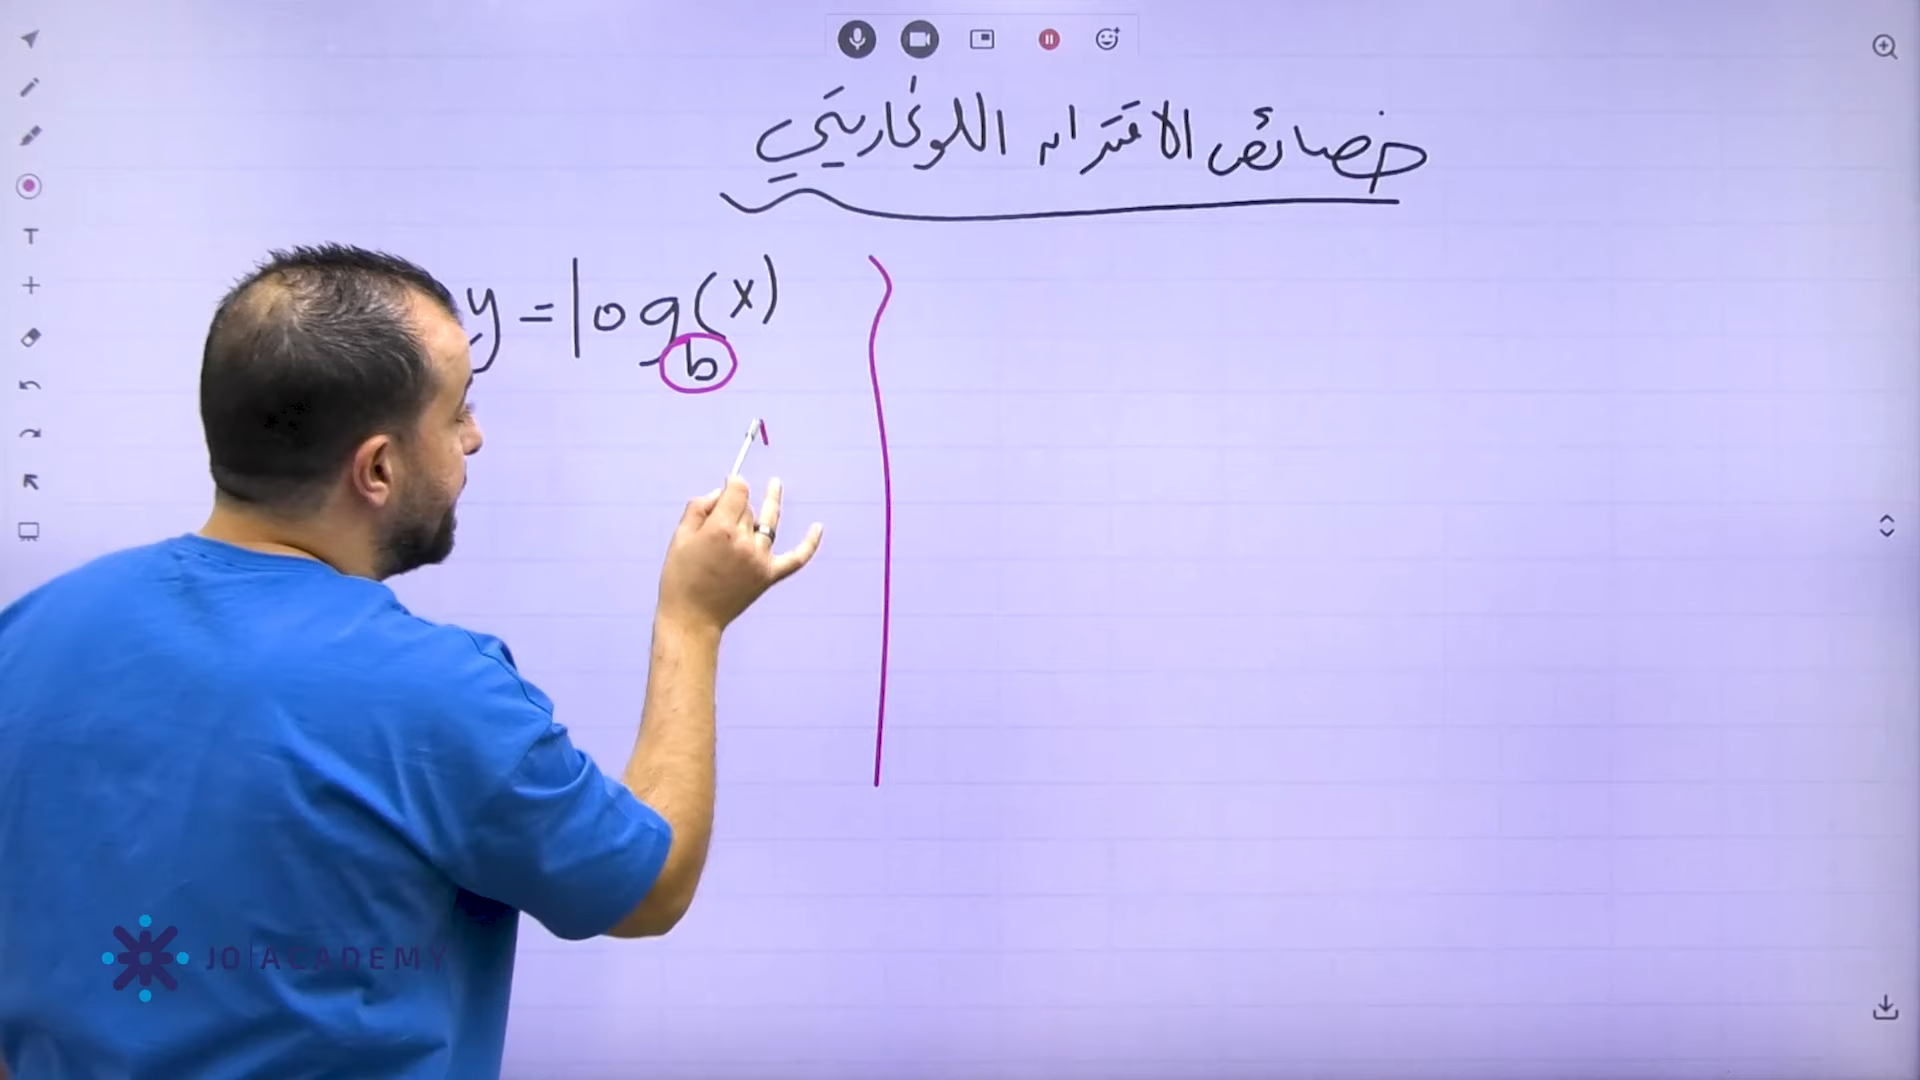 خصائص الاقتران اللوغاريتمي
y = log_b(x)
T
JO ACADEMY